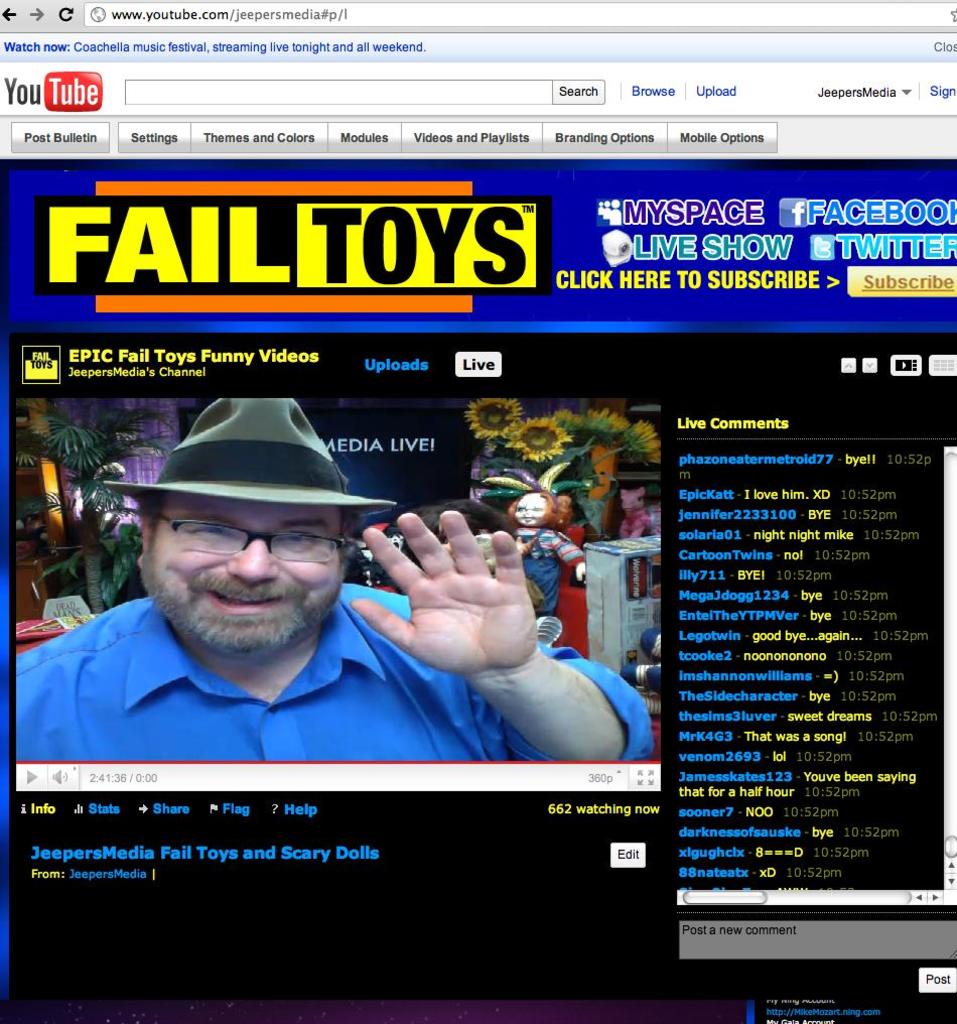 www.youtube.com/jeepersmedia#p/l
Watch now: Coachella music festival, streaming live tonight and all weekend.
Clos
YouTube
Search
Browse
Upload
JeepersMedia
Sign
Post Bulletin
Settings
Themes and Colors
Modules
Videos and Playlists
Branding Options
Mobile Options
FAIL TOYS™
MYSPACE
FACEBOOK
LIVE SHOW
TWITTER
CLICK HERE TO SUBSCRIBE >
Subscribe
FAIL
TOYS
EPIC Fail Toys Funny Videos
JeepersMedia's Channel
Uploads
Live
MEDIA LIVE!
DEAD
Wolverine
2:41:36 / 0:00
360p
Info
Stats
Share
Flag
? Help
662 watching now
JeepersMedia Fail Toys and Scary Dolls
From: JeepersMedia |
Edit
Live Comments
phazoneatermetroid77 - bye!! 10:52p
m
EpicKatt - I love him. XD 10:52pm
jennifer2233100 - BYE 10:52pm
solaria01 - night night mike 10:52pm
CartoonTwins - no! 10:52pm
illy711 - BYE! 10:52pm
MegaJdogg1234 - bye 10:52pm
EnteiTheYTPMVer - bye 10:52pm
Legotwin - good bye...again... 10:52pm
tcooke2 - noonononono 10:52pm
imshannonwilliams - =) 10:52pm
TheSidecharacter - bye 10:52pm
thesims3luver - sweet dreams 10:52pm
MrK4G3 - That was a song! 10:52pm
venom2693 - lol 10:52pm
Jamesskates123 - Youve been saying
that for a half hour 10:52pm
sooner7 - NOO 10:52pm
darknessofsauske - bye 10:52pm
xlgughclx - 8===D 10:52pm
88nateatx - xD 10:52pm
Post a new comment
Post
My Ning Account
http://MikeMozart.ning.com
My Gaia Account